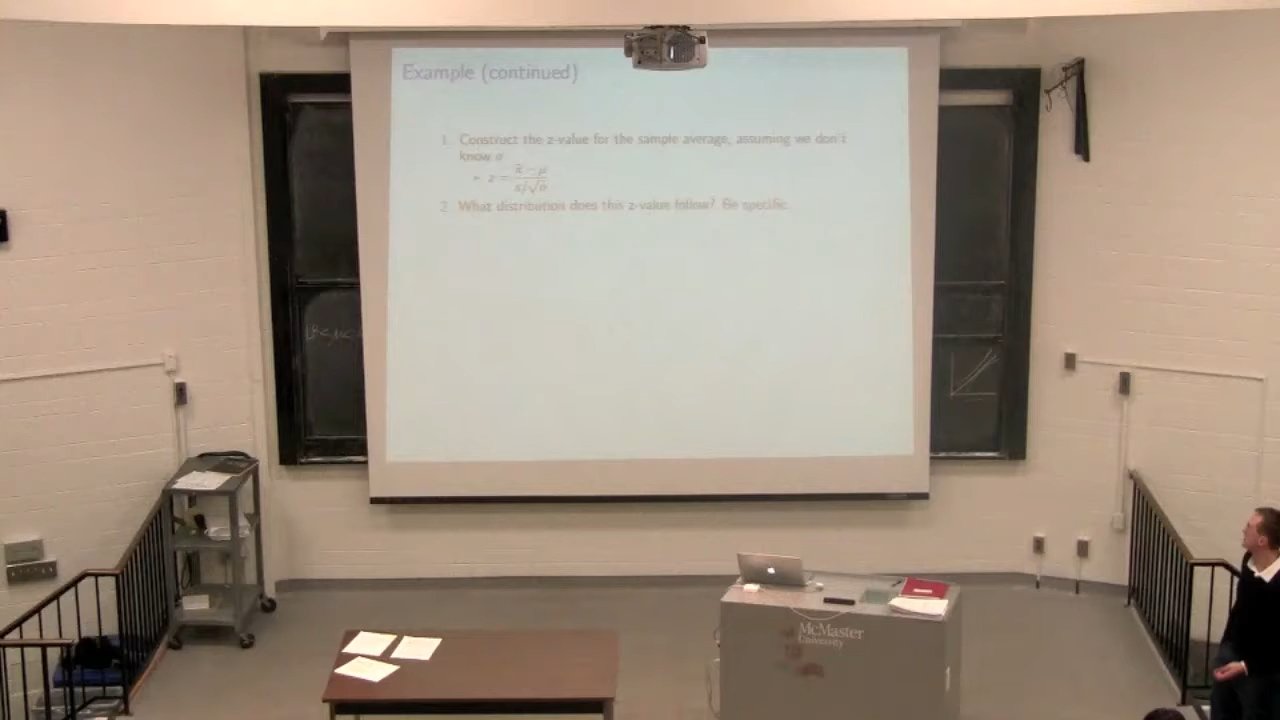 Example (continued)
1. Construct the z-value for the sample average, assuming we don't
know σ
z = x̄ − μ / s/√n
2. What distribution does this z-value follow? Be specific.
McMaster
University